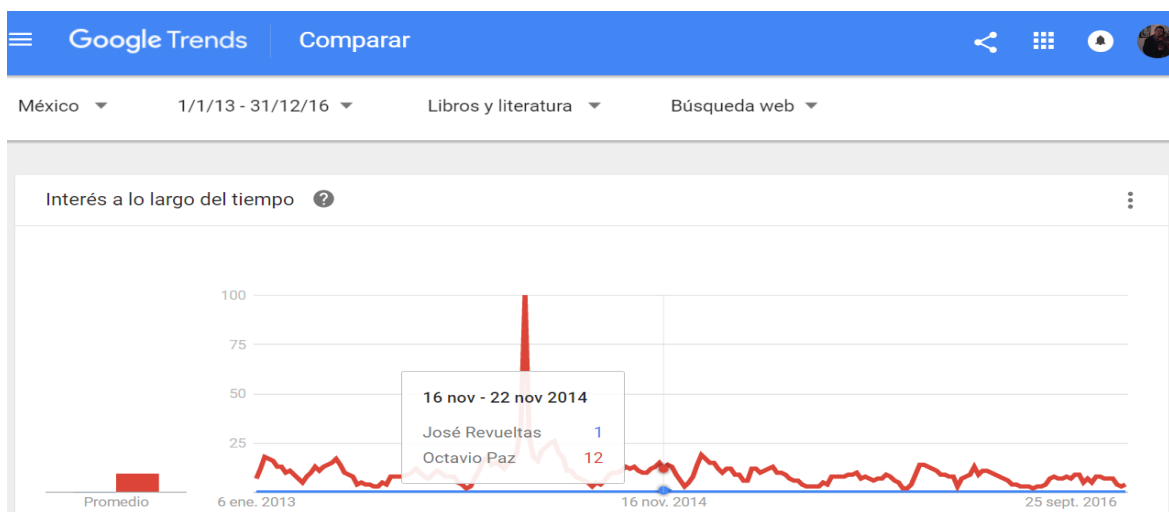 Google Trends Comparar
México 1/1/13 - 31/12/16 Libros y literatura Búsqueda web
Interés a lo largo del tiempo ?
100
75
50
25
16 nov - 22 nov 2014
José Revueltas 1
Octavio Paz 12
Promedio 6 ene. 2013 16 nov. 2014 25 sept. 2016